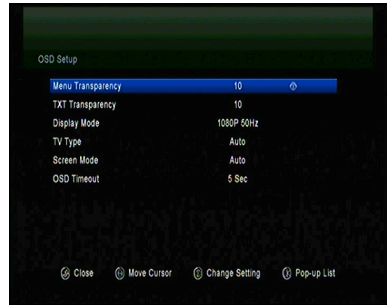 OSD Setup
Menu Transparency 10
TXT Transparency 10
Display Mode 1080P 50Hz
TV Type Auto
Screen Mode Auto
OSD Timeout 5 Sec
Close Move Cursor Change Setting Pop-up List